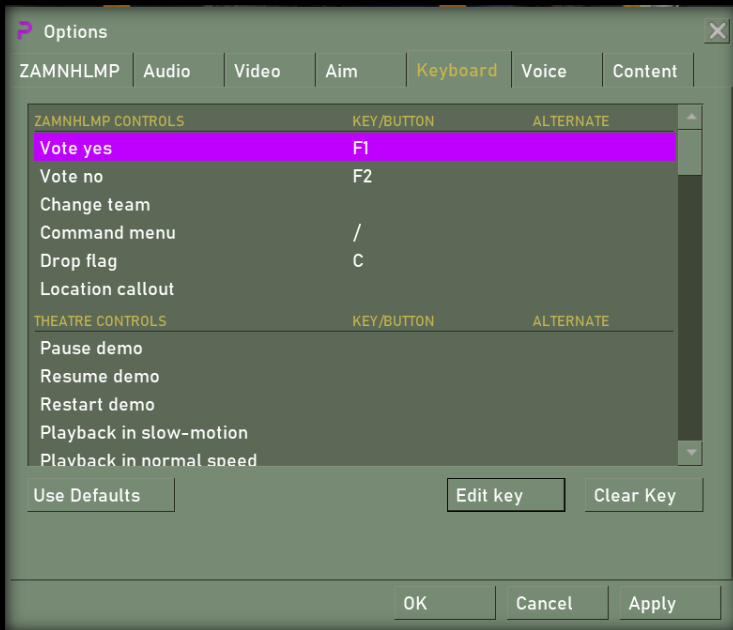 Options
ZAMNHLMP Audio Video Aim Keyboard Voice Content
ZAMNHLMP CONTROLS KEY/BUTTON ALTERNATE
Vote yes F1
Vote no F2
Change team
Command menu /
Drop flag C
Location callout
THEATRE CONTROLS KEY/BUTTON ALTERNATE
Pause demo
Resume demo
Restart demo
Playback in slow-motion
Playback in normal speed
Use Defaults Edit key Clear Key
OK Cancel Apply